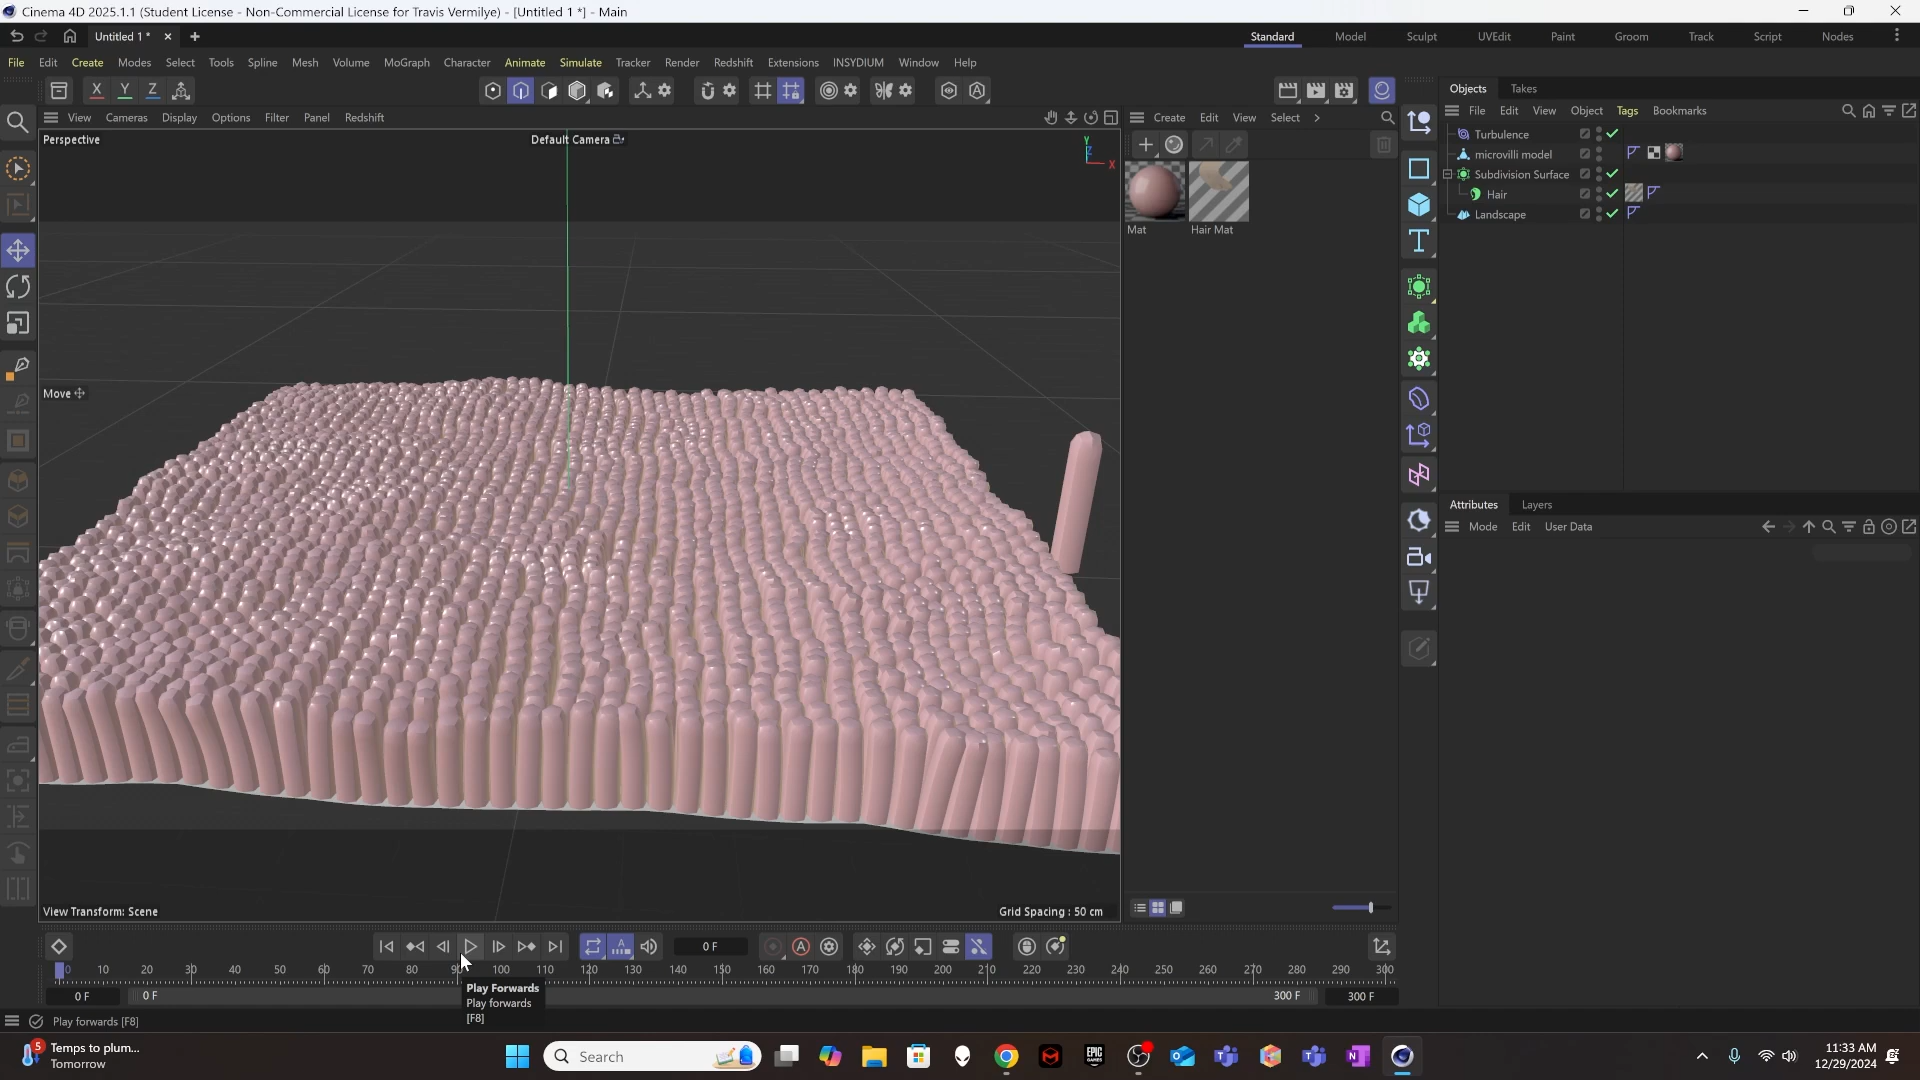 Cinema 4D 2025.1.1 (Student License - Non-Commercial License for Travis Vermilye) - [Untitled 1 *] - Main
Untitled 1 *
Standard Model Sculpt UVEdit Paint Groom Track Script Nodes
File Edit Create Modes Select Tools Spline Mesh Volume MoGraph Character Animate Simulate Tracker Render Redshift Extensions INSYDIUM Window Help
X Y Z
Objects Takes
View Cameras Display Options Filter Panel Redshift
Create Edit View Select
File Edit View Object Tags Bookmarks
Perspective
Default Camera
Y
Z
X
Turbulence
microvilli model
Subdivision Surface
Hair
Landscape
Mat
Hair Mat
Move
Attributes Layers
Mode Edit User Data
View Transform: Scene
Grid Spacing : 50 cm
0 F
0 10 20 30 40 50 60 70 80 90 100 110 120 130 140 150 160 170 180 190 200 210 220 230 240 250 260 270 280 290 300
0 F
0 F
300 F
300 F
Play Forwards
Play forwards
[F8]
Play forwards [F8]
5
Temps to plum...
Tomorrow
Search
EPIC
GAMES
11:33 AM
12/29/2024